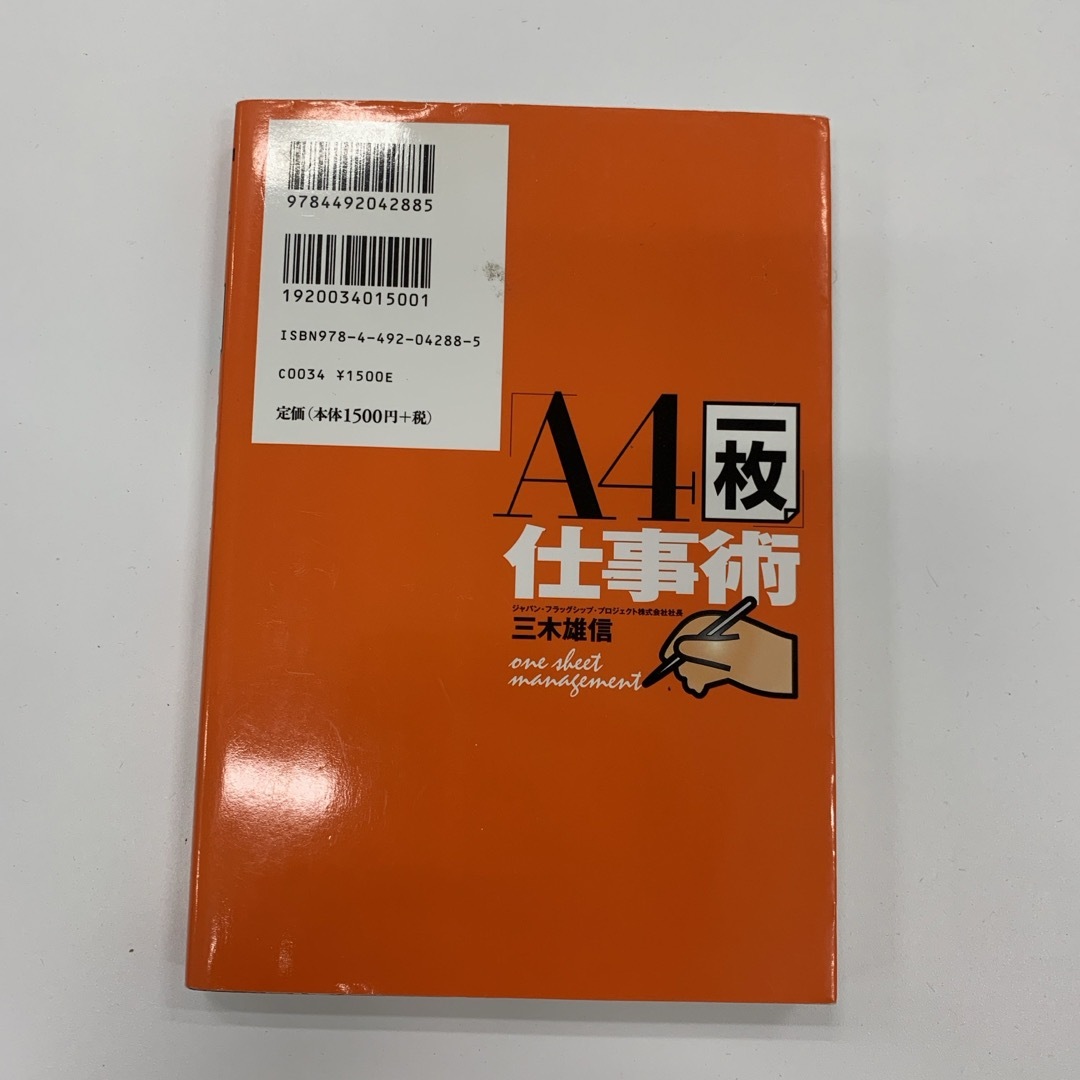 9784492042885
1920034015001
ISBN978-4-492-04288-5
C0034 ¥1500E
定価(本体1500円+税)
「A4一枚」
仕事術
ジャパン・フラッグシップ・プロジェクト株式会社社長
三木雄信
one sheet
management